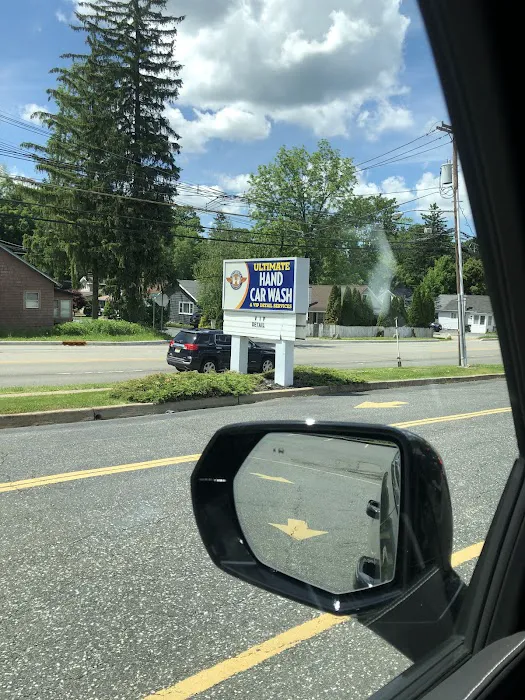 ULTIMATE
HAND
CAR WASH
& VIP DETAIL SERVICES
V I P
DETAIL